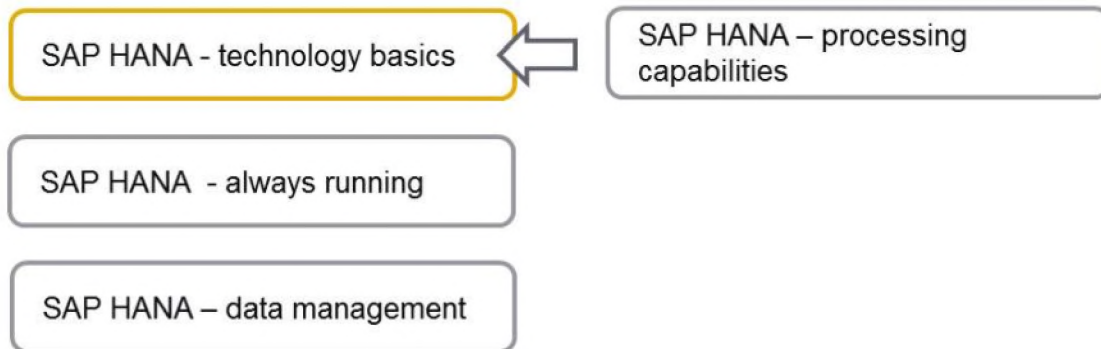 SAP HANA - technology basics
SAP HANA – processing
capabilities
SAP HANA - always running
SAP HANA – data management